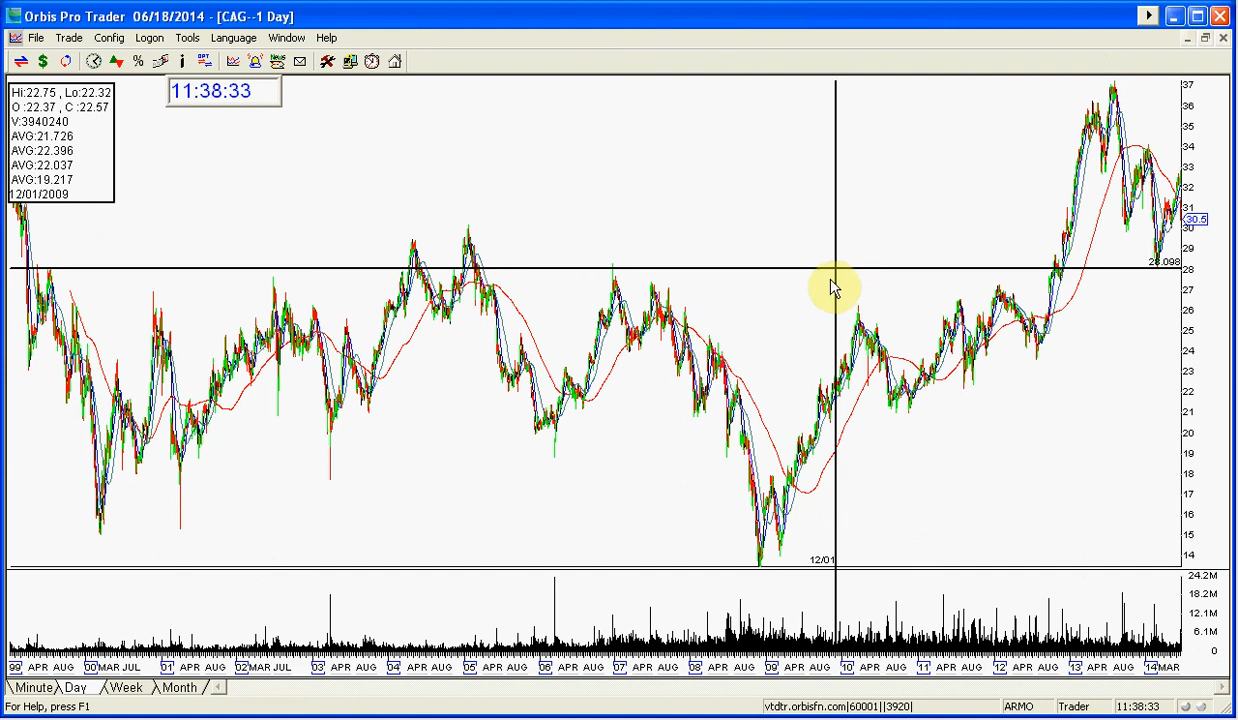 Orbis Pro Trader 06/18/2014 - [CAG--1 Day]
File Trade Config Logon Tools Language Window Help
11:38:33
Hi:22.75 , Lo:22.32
O :22.37 , C :22.57
V:3940240
AVG:21.726
AVG:22.396
AVG:22.037
AVG:19.217
12/01/2009
37
36
35
34
33
32
31
30.5
30
29
28.098
28
27
26
25
24
23
22
21
20
19
18
17
16
15
14
12/01
24.2M
18.2M
12.1M
6.1M
0
99 APR AUG 00 MAR JUL 01 APR AUG 02 MAR JUL 03 APR AUG 04 APR AUG 05 APR AUG 06 APR AUG 07 APR AUG 08 APR AUG 09 APR AUG 10 APR AUG 11 APR AUG 12 APR AUG 13 APR AUG 14 MAR
Minute Day Week Month
For Help, press F1 vtdtr.orbisfn.com|60001||3920| ARMO Trader 11:38:33